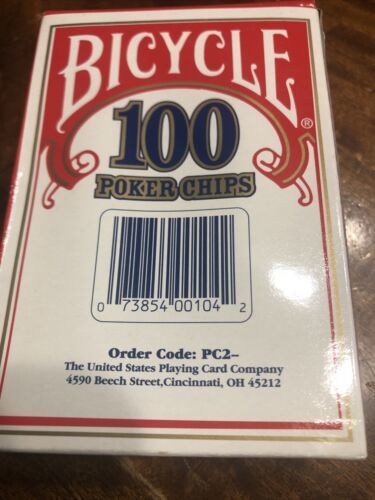 BICYCLE
®
100
POKER CHIPS
0 73854 00104 2
Order Code: PC2--
The United States Playing Card Company
4590 Beech Street,Cincinnati, OH 45212